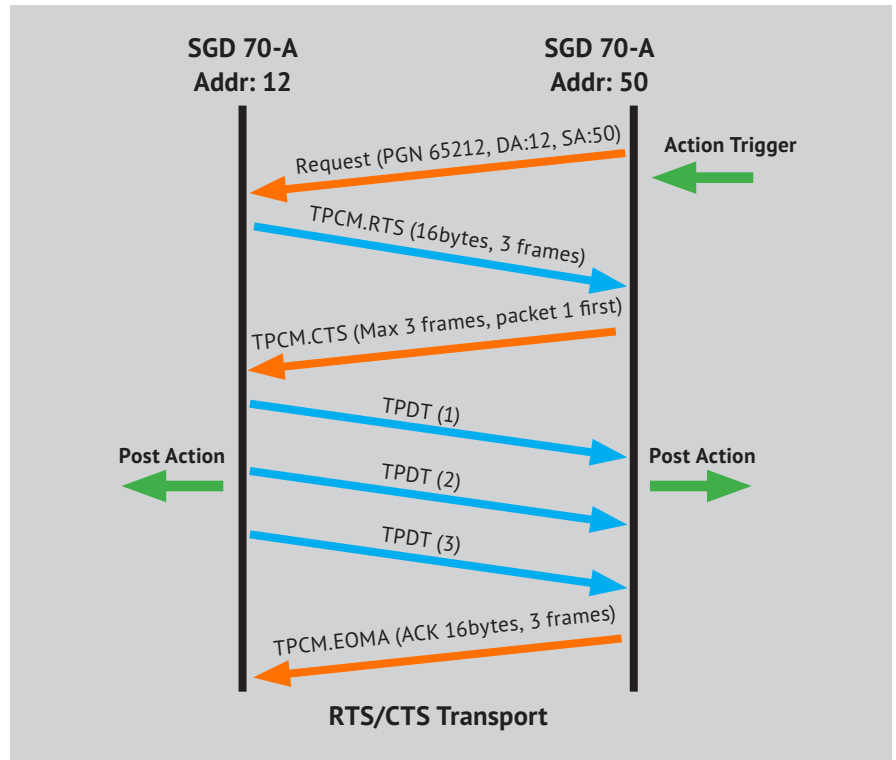 SGD 70-A
Addr: 12
SGD 70-A
Addr: 50
Request (PGN 65212, DA:12, SA:50)
Action Trigger
TPCM.RTS (16bytes, 3 frames)
TPCM.CTS (Max 3 frames, packet 1 first)
TPDT (1)
Post Action
Post Action
TPDT (2)
TPDT (3)
TPCM.EOMA (ACK 16bytes, 3 frames)
RTS/CTS Transport